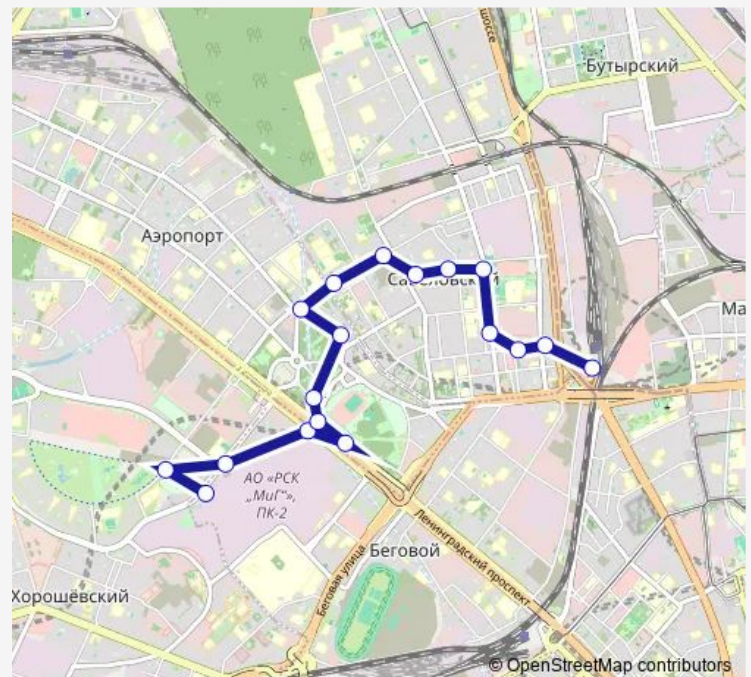 шоссе
Бутырский
Аэропорт
Савёловский
Ма
АО «РСК
„МиГ“»,
ПК-2
Ленинградский проспект
Беговой
Беговая улица
Хорошёвский
© OpenStreetMap contributors